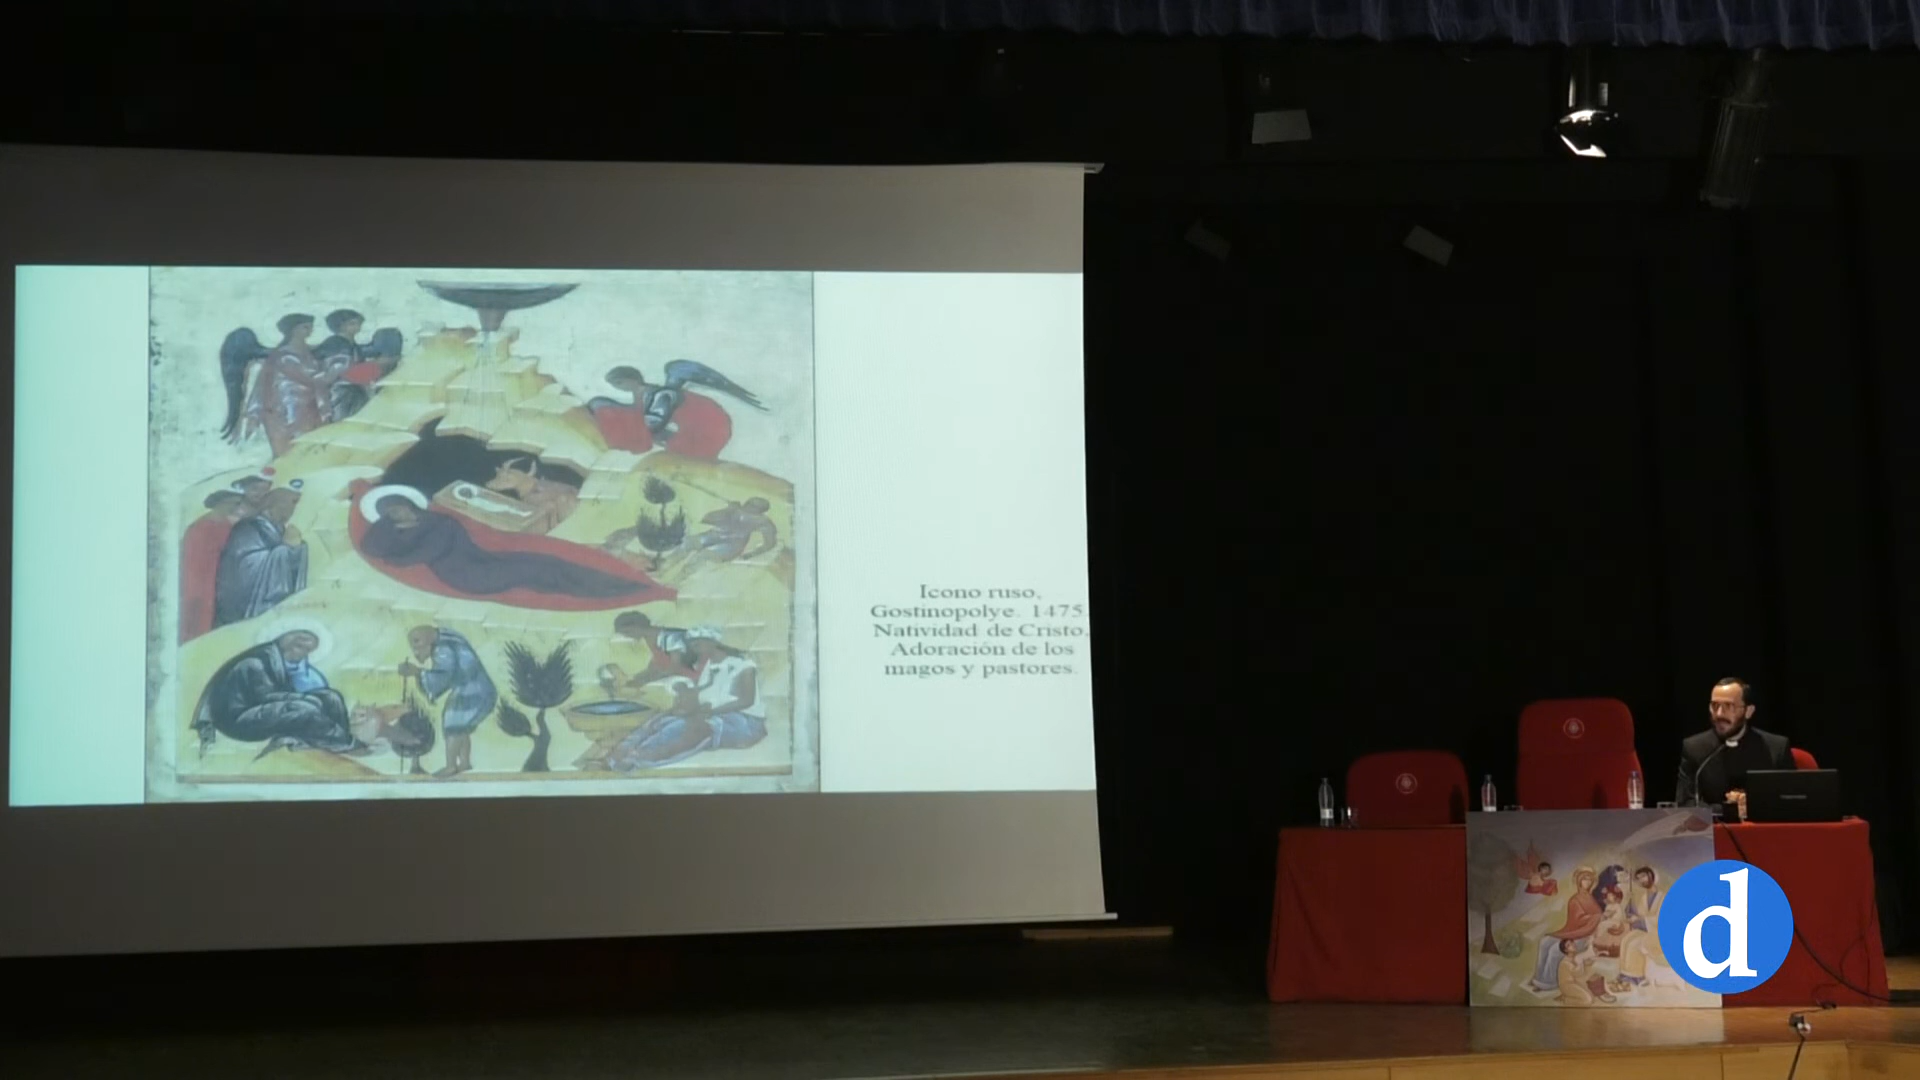 Icono ruso,
Gostinopolye. 1475.
Natividad de Cristo,
Adoración de los
magos y pastores.
d